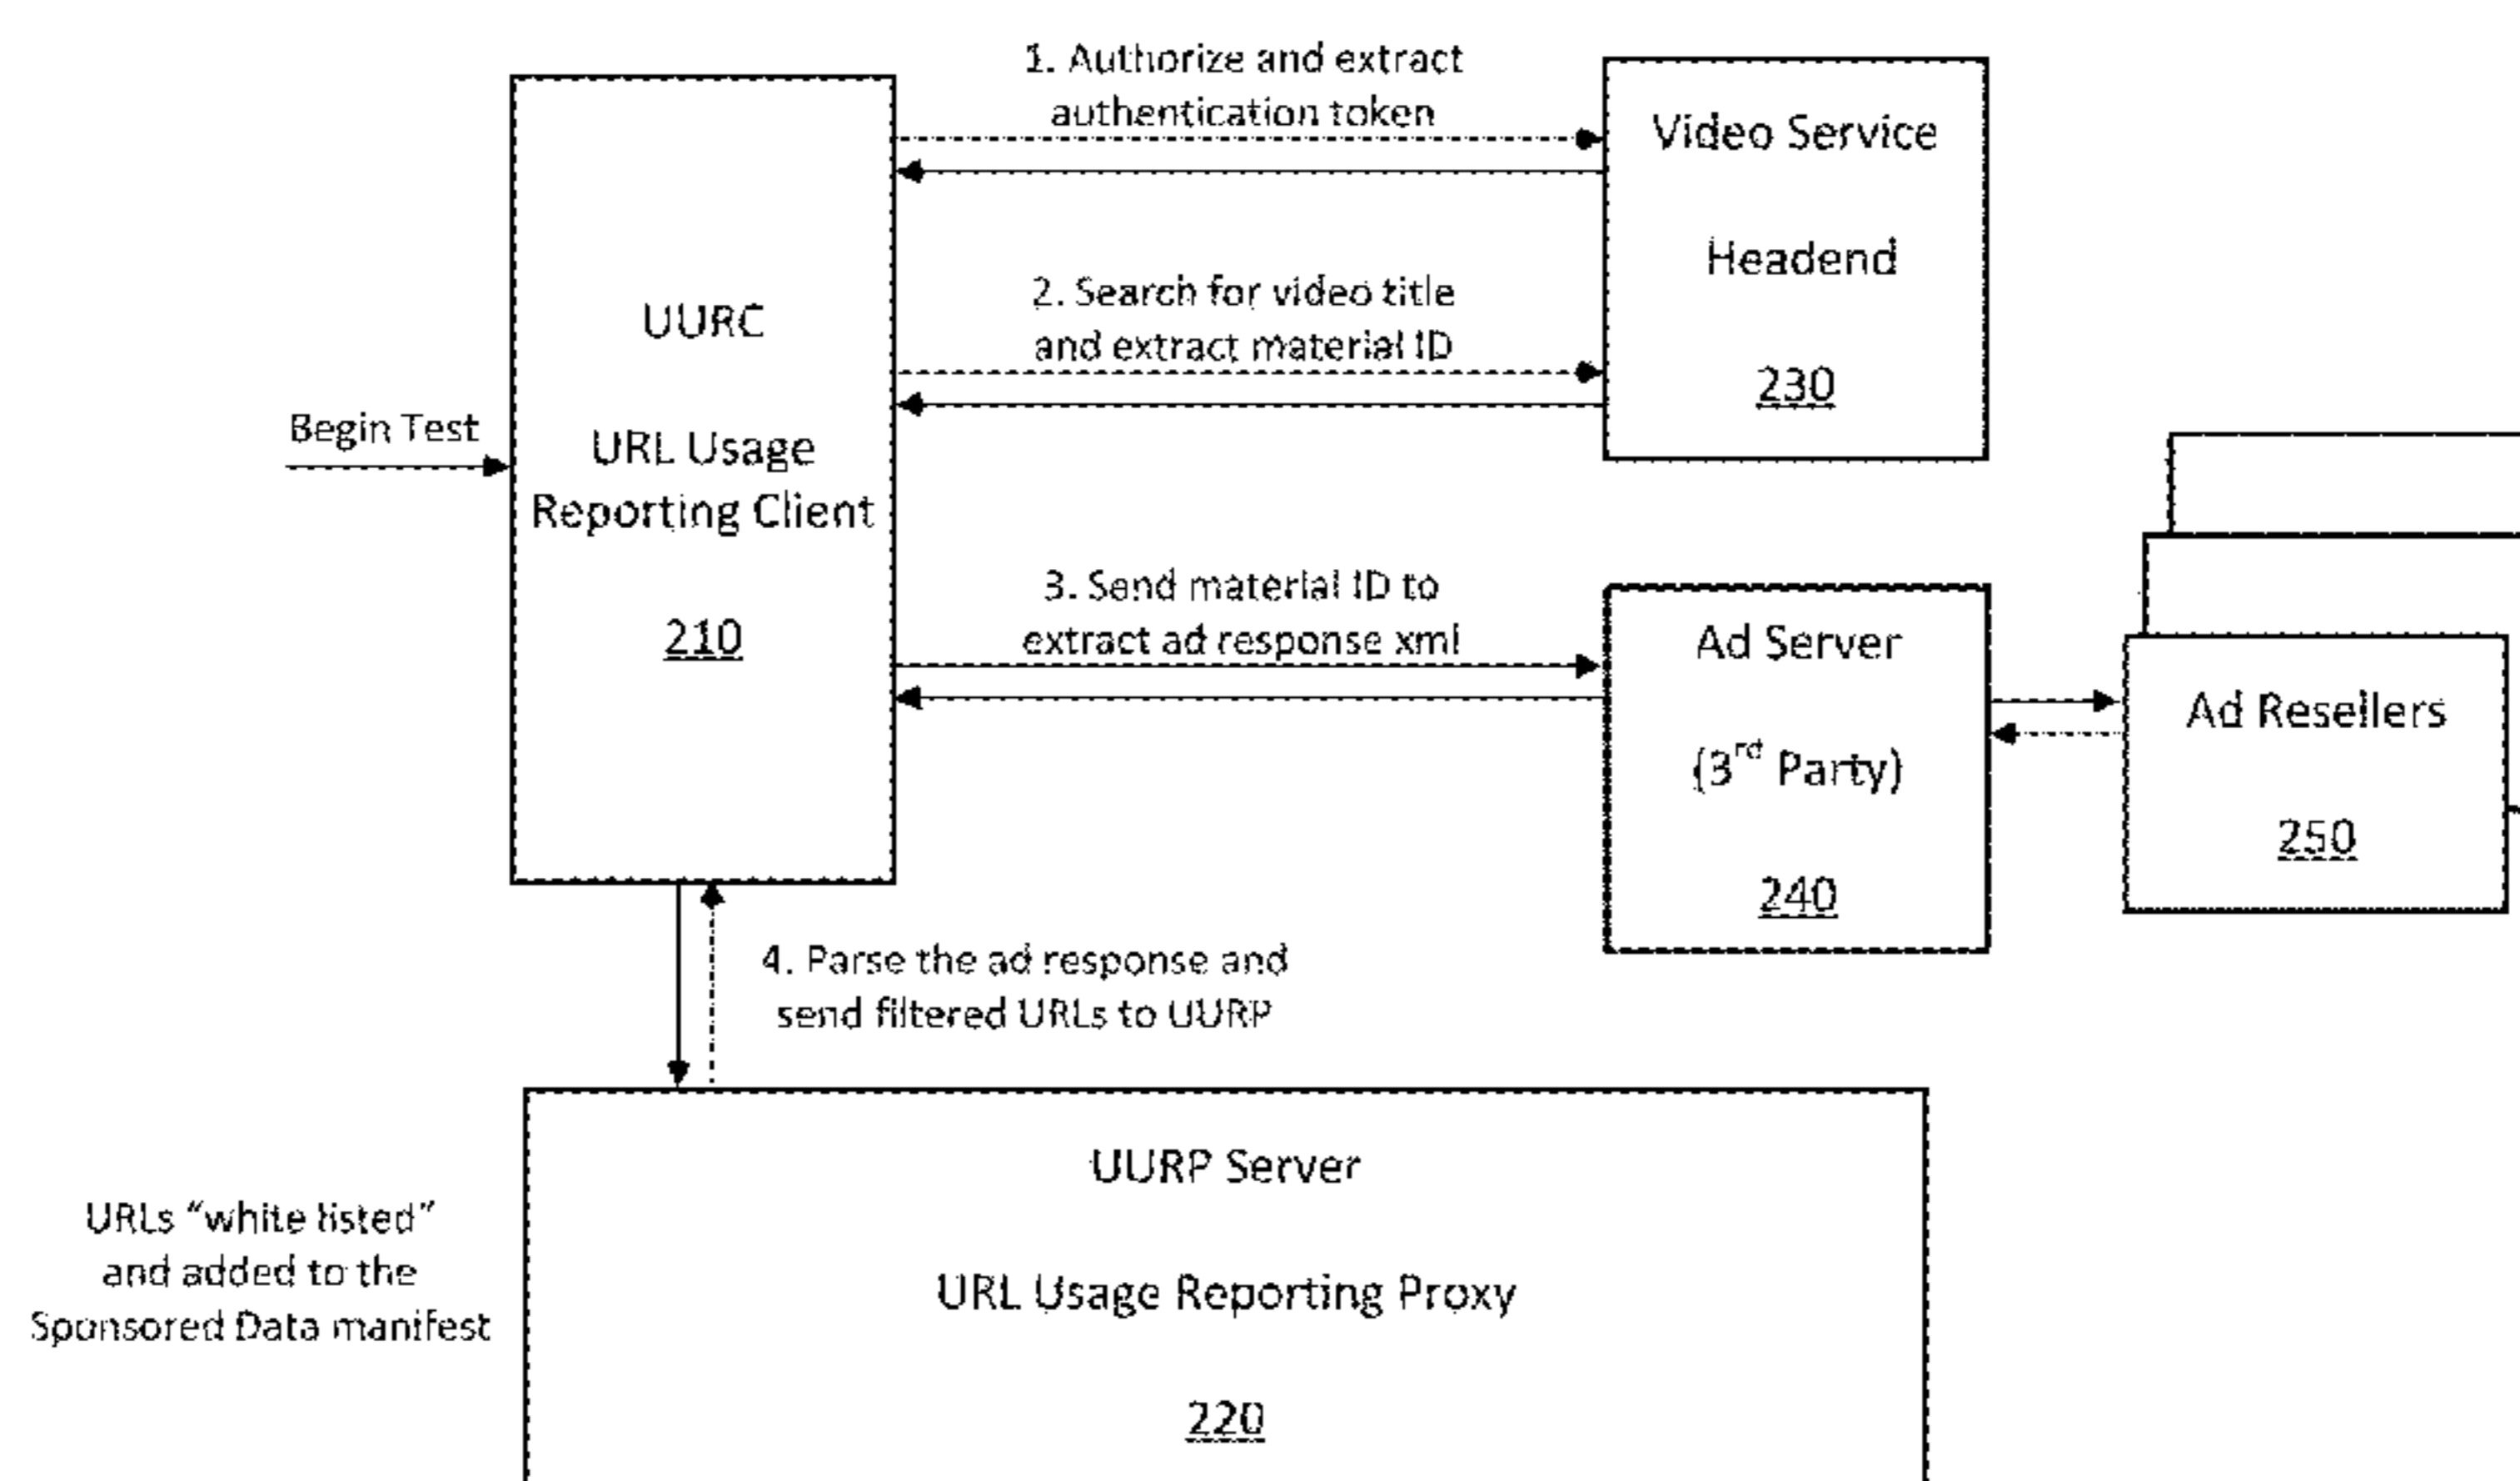 1. Authorize and extract
authentication token
Video Service
Headend
230
UURC
URL Usage
Reporting Client
210
2. Search for video title
and extract material ID
Begin Test
3. Send material ID to
extract ad response xml
Ad Server
(3rd Party)
240
Ad Resellers
250
4. Parse the ad response and
send filtered URLs to UURP
UURP Server
URL Usage Reporting Proxy
220
URLs “white listed”
and added to the
Sponsored Data manifest